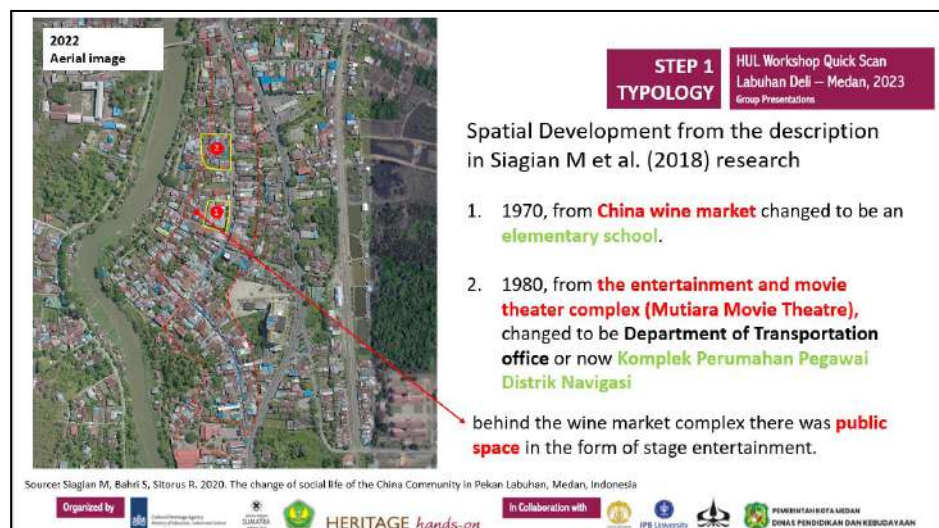 2022
Aerial image
STEP 1
TYPOLOGY
HUL Workshop Quick Scan
Labuhan Deli – Medan, 2023
Group Presentations
Spatial Development from the description
in Siagian M et al. (2018) research
1. 1970, from China wine market changed to be an
elementary school.
2. 1980, from the entertainment and movie
theater complex (Mutiara Movie Theatre),
changed to be Department of Transportation
office or now Komplek Perumahan Pegawai
Distrik Navigasi
behind the wine market complex there was public
space in the form of stage entertainment.
2
1
Source: Siagian M, Bahri S, Sitorus R. 2020. The change of social life of the China Community in Pekan Labuhan, Medan, Indonesia
Organized by
Cultural Heritage Agency
SUMATRA
HERITAGE hands-on
In Collaboration with
IPB University
PEMERINTAH KOTA MEDAN
DINAS PENDIDIKAN DAN KEBUDAYAAN